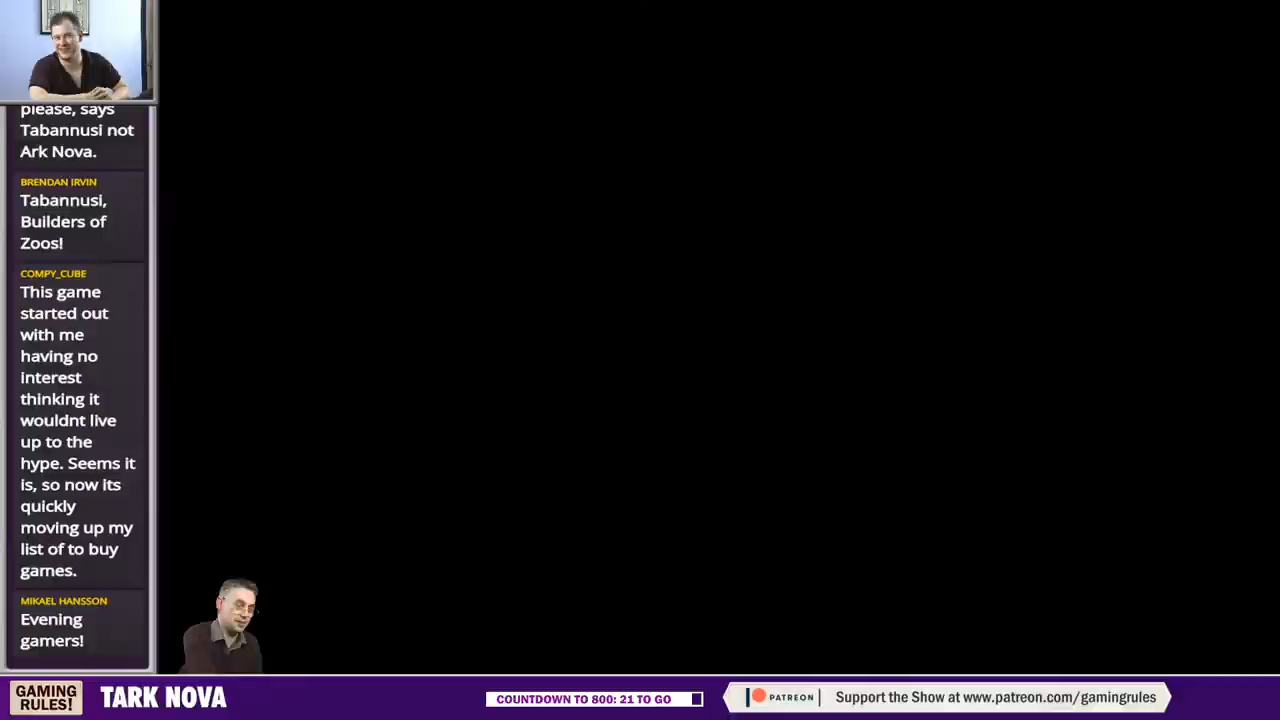 please, says
Tabannusi not
Ark Nova.
BRENDAN IRVIN
Tabannusi,
Builders of
Zoos!
COMPY_CUBE
This game
started out
with me
having no
interest
thinking it
wouldnt live
up to the
hype. Seems it
is, so now its
quickly
moving up my
list of to buy
games.
MIKAEL HANSSON
Evening
gamers!
GAMING
RULES!
TARK NOVA
COUNTDOWN TO 800: 21 TO GO
PATREON
Support the Show at www.patreon.com/gamingrules